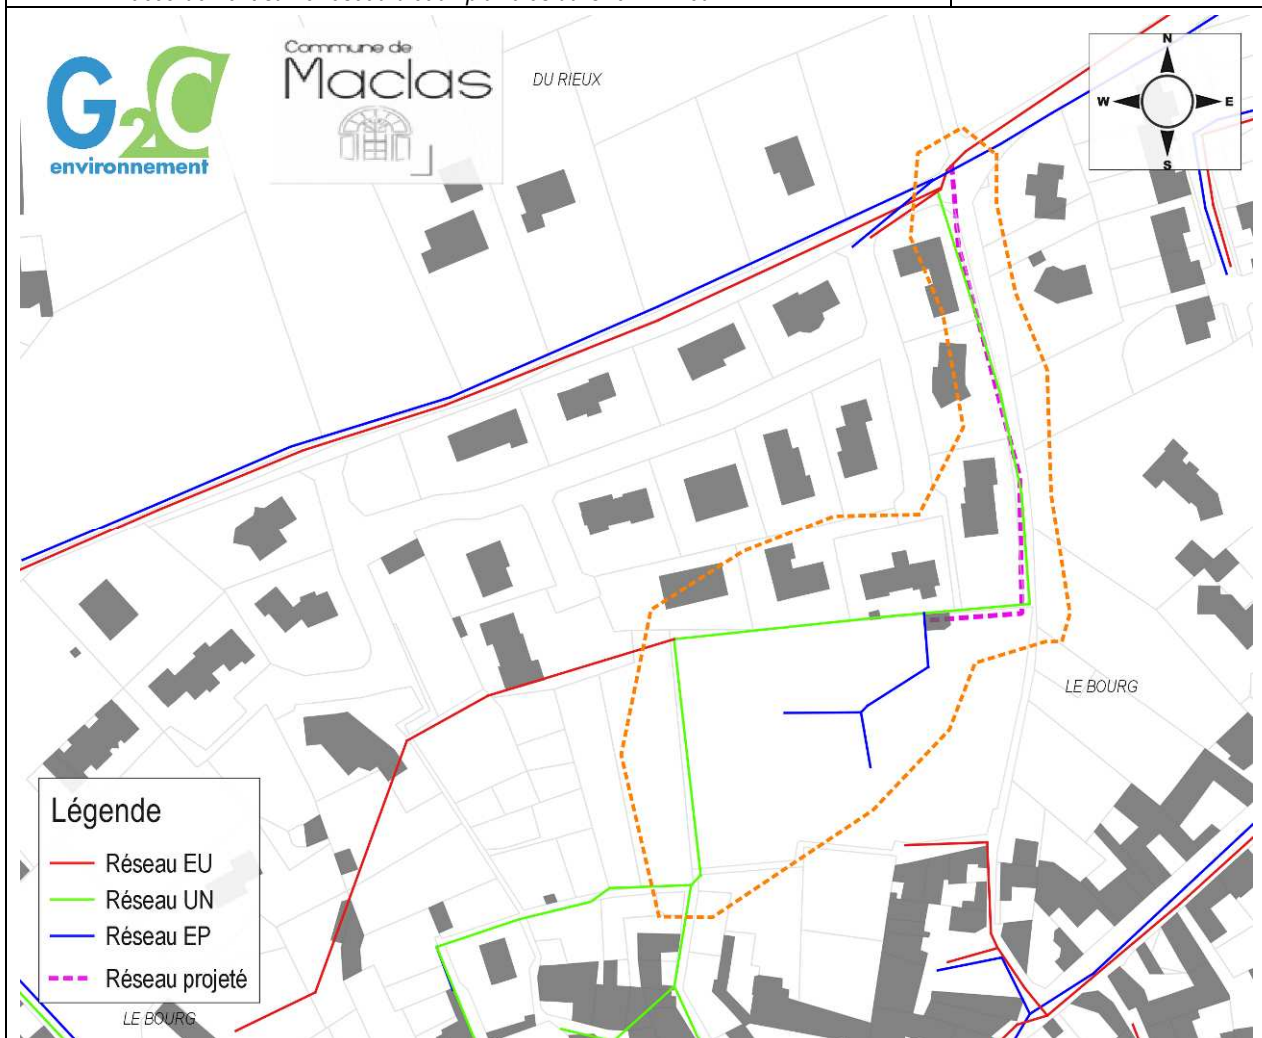 G2C
environnement
Commune de
Maclas
DU RIEUX
N
W
E
S
LE BOURG
Légende
Réseau EU
Réseau UN
Réseau EP
Réseau projeté
LE BOURG